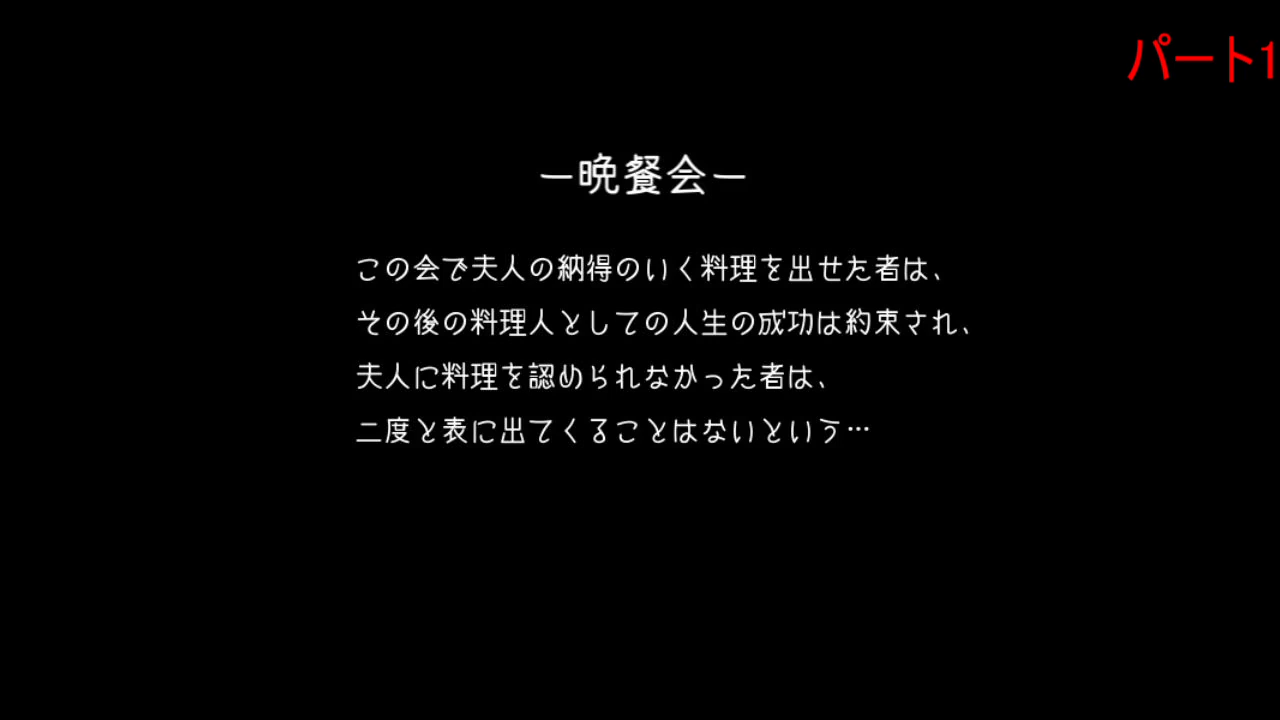 パート1
ー晩餐会ー
この会で夫人の納得のいく料理を出せた者は、
その後の料理人としての人生の成功は約束され、
夫人に料理を認められなかった者は、
二度と表に出てくることはないという…